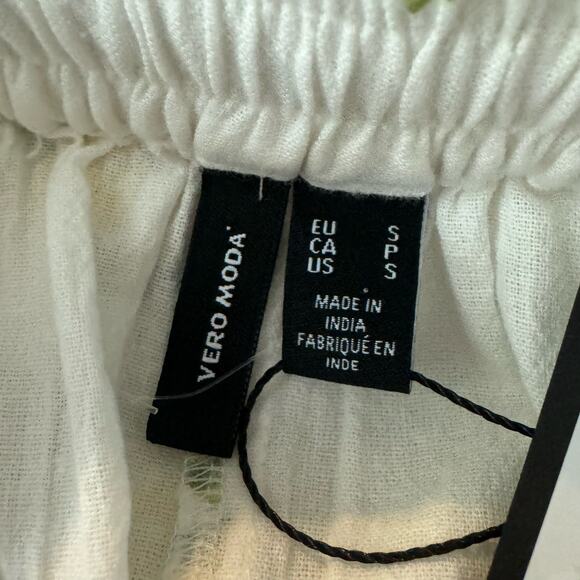 VERO MODA
EU S
CA P
US S
MADE IN
INDIA
FABRIQUÉ EN
INDE